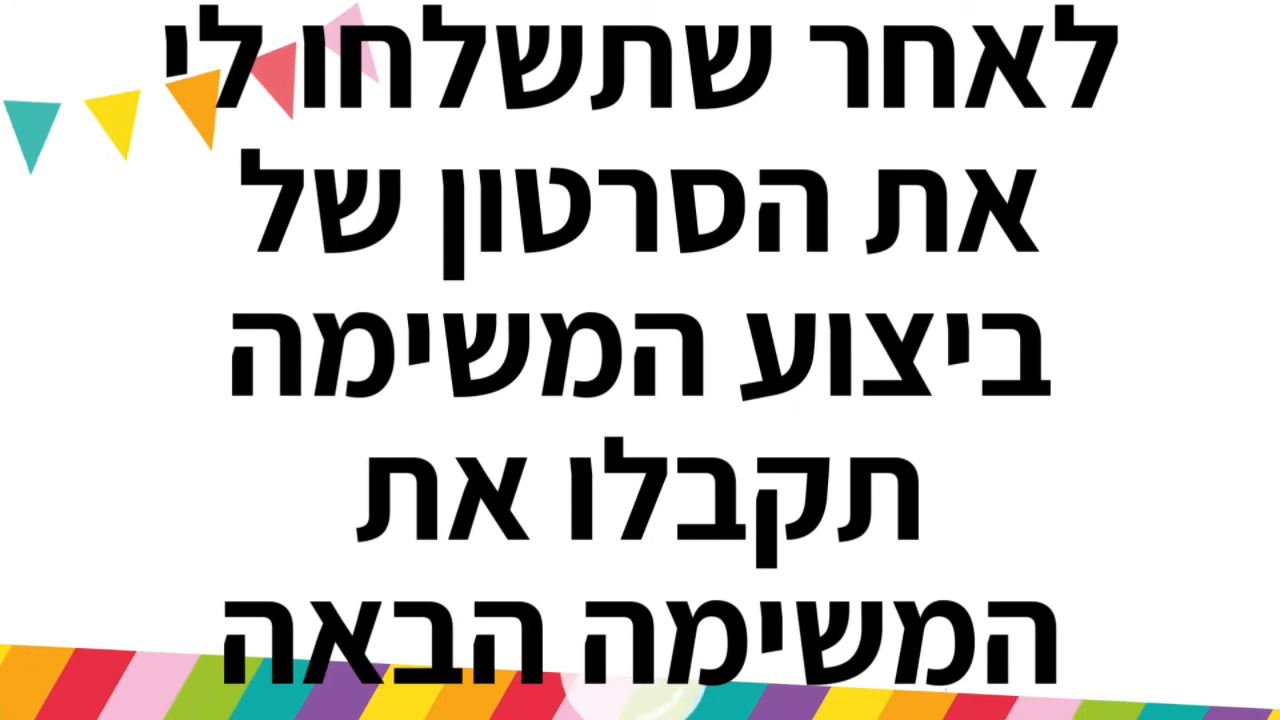 לאחר שתשלחו לי
את הסרטון של
ביצוע המשימה
תקבלו את
המשימה הבאה